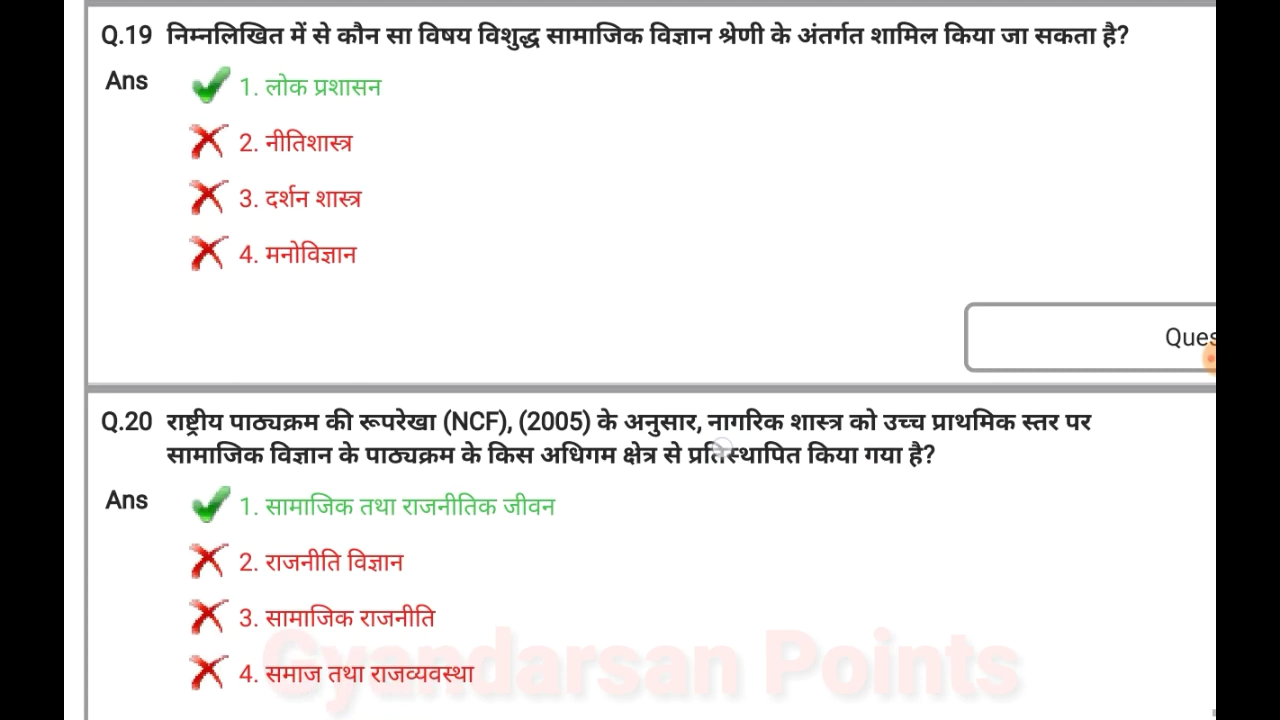 Q.19 निम्नलिखित में से कौन सा विषय विशुद्ध सामाजिक विज्ञान श्रेणी के अंतर्गत शामिल किया जा सकता है?
Ans 1. लोक प्रशासन
2. नीतिशास्त्र
3. दर्शन शास्त्र
4. मनोविज्ञान
Q.20 राष्ट्रीय पाठ्यक्रम की रूपरेखा (NCF), (2005) के अनुसार, नागरिक शास्त्र को उच्च प्राथमिक स्तर पर
सामाजिक विज्ञान के पाठ्यक्रम के किस अधिगम क्षेत्र से प्रतिस्थापित किया गया है?
Ans 1. सामाजिक तथा राजनीतिक जीवन
2. राजनीति विज्ञान
3. सामाजिक राजनीति
4. समाज तथा राजव्यवस्था
Gyandarsan Points